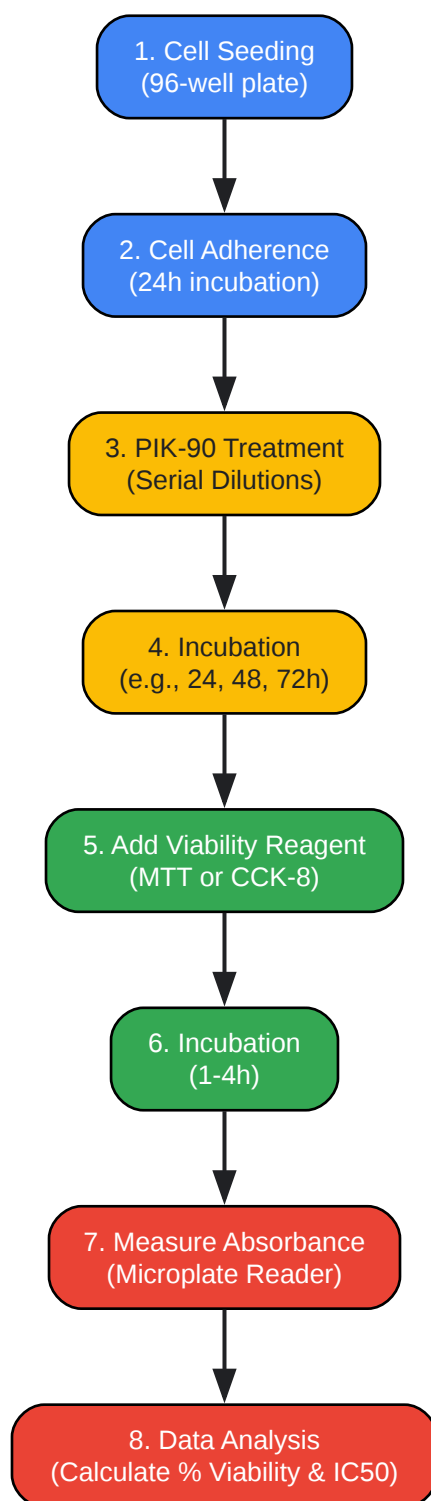 1. Cell Seeding
(96-well plate)
2. Cell Adherence
(24h incubation)
3. PIK-90 Treatment
(Serial Dilutions)
4. Incubation
(e.g., 24, 48, 72h)
5. Add Viability Reagent
(MTT or CCK-8)
6. Incubation
(1-4h)
7. Measure Absorbance
(Microplate Reader)
8. Data Analysis
(Calculate % Viability & IC50)